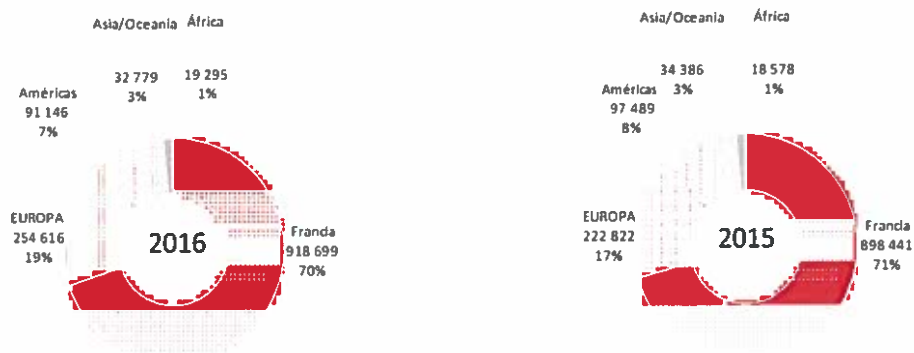 Asia/Oceania África
32 779 19 295
3% 1%
Américas
91 146
7%
EUROPA
254 616
19%
2016
Francia
918 699
70%
Asia/Oceania África
34 386 18 578
3% 1%
Américas
97 489
8%
EUROPA
222 822
17%
2015
Francia
898 441
71%